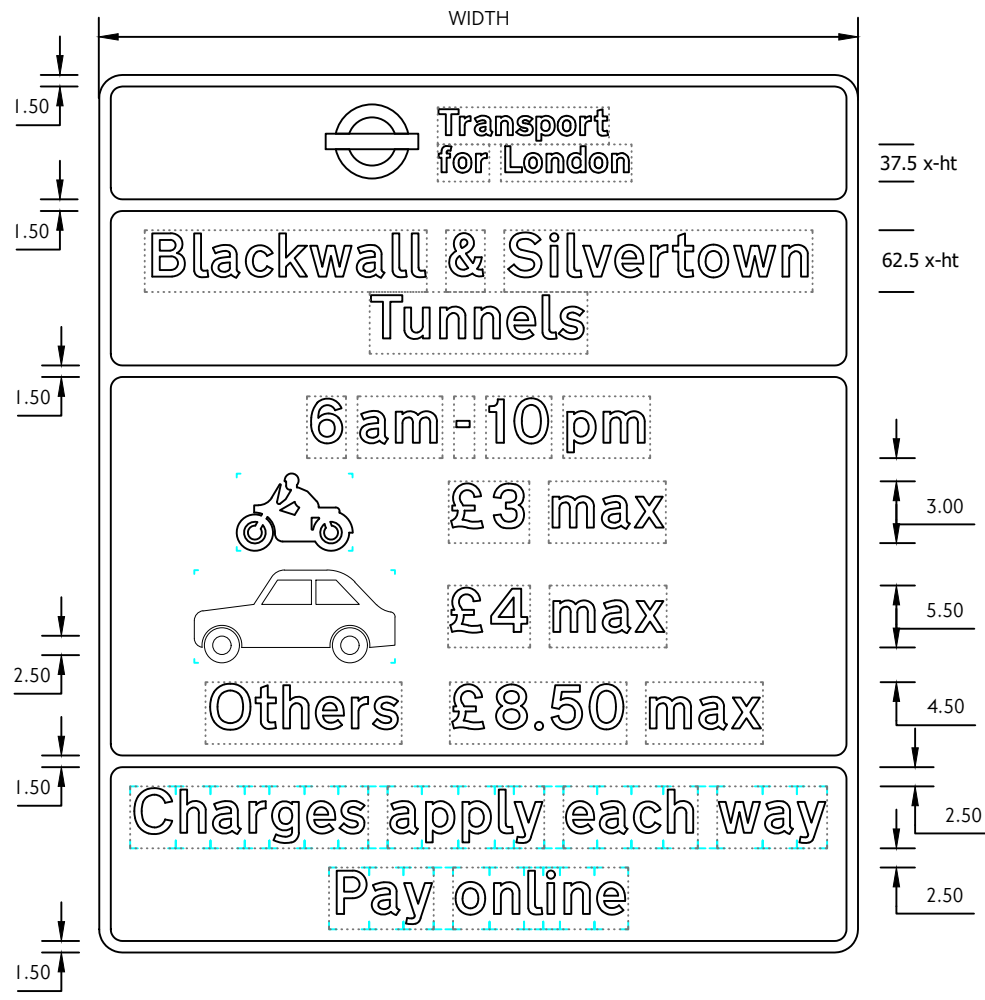 WIDTH
1.50
Transport
for London
37.5 x-ht
1.50
Blackwall & Silvertown
Tunnels
62.5 x-ht
1.50
6 am - 10 pm
£3 max
3.00
£4 max
5.50
2.50
Others £8.50 max
4.50
1.50
Charges apply each way
2.50
Pay online
2.50
1.50